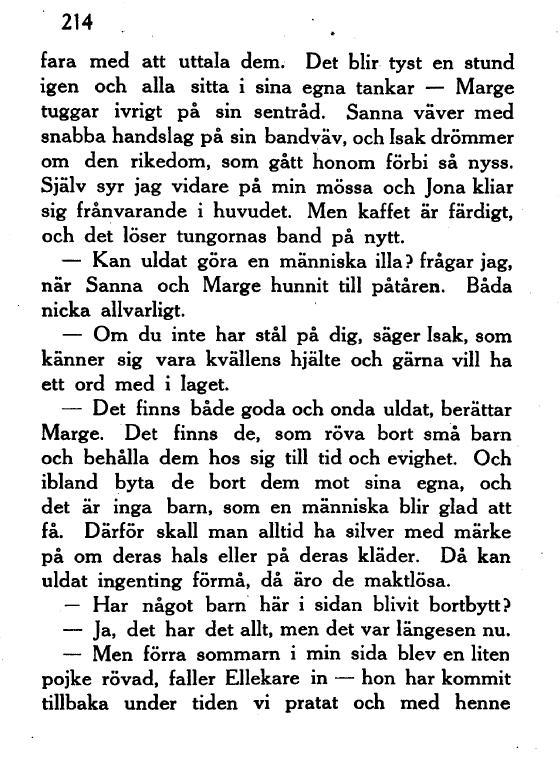 214
fara med att uttala dem. Det blir tyst en stund
igen och alla sitta i sina egna tankar — Marge
tuggar ivrigt på sin sentråd. Sanna väver med
snabba handslag på sin bandväv, och Isak drömmer
om den rikedom, som gått honom förbi så nyss.
Själv syr jag vidare på min mössa och Jona kliar
sig frånvarande i huvudet. Men kaffet är färdigt,
och det löser tungornas band på nytt.
— Kan uldat göra en människa illa? frågar jag,
när Sanna och Marge hunnit till påtåren. Båda
nicka allvarligt.
— Om du inte har stål på dig, säger Isak, som
känner sig vara kvällens hjälte och gärna vill ha
ett ord med i laget.
— Det finns både goda och onda uldat, berättar
Marge. Det finns de, som röva bort små barn
och behålla dem hos sig till tid och evighet. Och
ibland byta de bort dem mot sina egna, och
det är inga barn, som en människa blir glad att
få. Därför skall man alltid ha silver med märke
på om deras hals eller på deras kläder. Då kan
uldat ingenting förmå, då äro de maktlösa.
— Har något barn här i sidan blivit bortbytt?
— Ja, det har det allt, men det var längesen nu.
— Men förra sommarn i min sida blev en liten
pojke rövad, faller Ellekare in — hon har kommit
tillbaka under tiden vi pratat och med henne